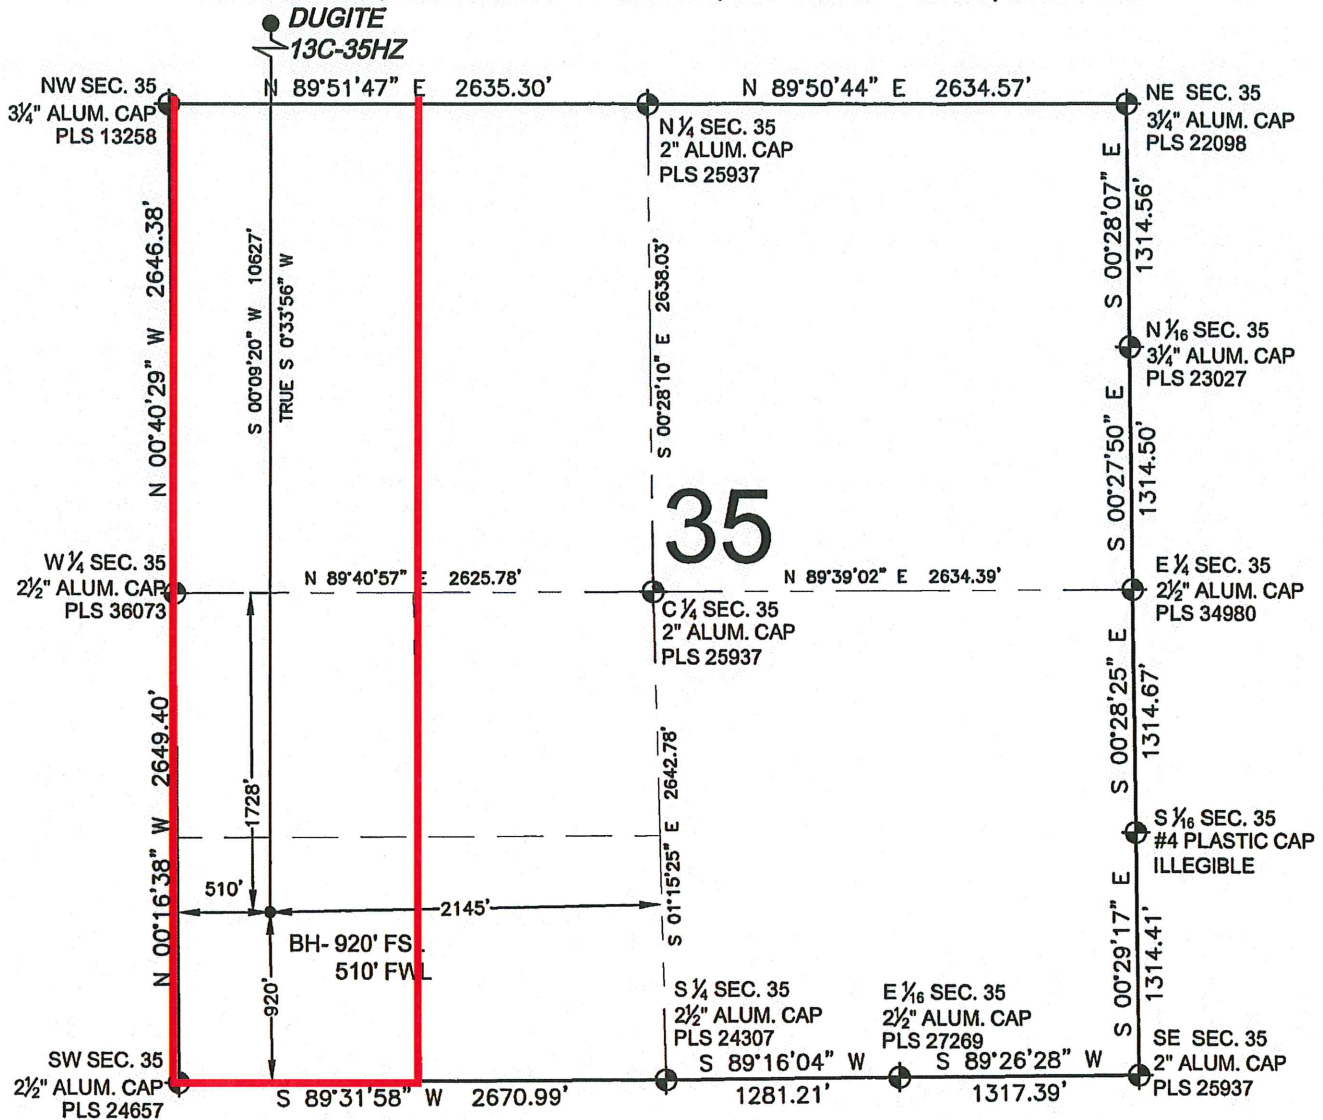 DUGITE
13C-35HZ
NW SEC. 35
3¼" ALUM. CAP
PLS 13258
N 89°51'47" E 2635.30'
N 89°50'44" E 2634.57'
NE SEC. 35
3¼" ALUM. CAP
PLS 22098
N ¼ SEC. 35
2" ALUM. CAP
PLS 25937
N 00°40'29" W 2646.38'
S 00°09'20" W 10627'
TRUE S 0°33'56" W
S 00°28'10" E 2638.03'
S 00°28'07" E
1314.56'
N 1⁄16 SEC. 35
3¼" ALUM. CAP
PLS 23027
S 00°27'50" E
1314.50'
35
W ¼ SEC. 35
2½" ALUM. CAP
PLS 36073
N 89°40'57" E 2625.78'
N 89°39'02" E 2634.39'
E ¼ SEC. 35
2½" ALUM. CAP
PLS 34980
C ¼ SEC. 35
2" ALUM. CAP
PLS 25937
N 00°16'38" W 2649.40'
1728'
S 01°15'25" E 2642.78'
S 00°28'25" E
1314.67'
S 1⁄16 SEC. 35
#4 PLASTIC CAP
ILLEGIBLE
510'
2145'
BH- 920' FS
510' FWL
920'
S 00°29'17" E
1314.41'
S ¼ SEC. 35
2½" ALUM. CAP
PLS 24307
E 1⁄16 SEC. 35
2½" ALUM. CAP
PLS 27269
SW SEC. 35
2½" ALUM. CAP
PLS 24657
S 89°31'58" W 2670.99'
S 89°16'04" W
1281.21'
S 89°26'28" W
1317.39'
SE SEC. 35
2" ALUM. CAP
PLS 25937